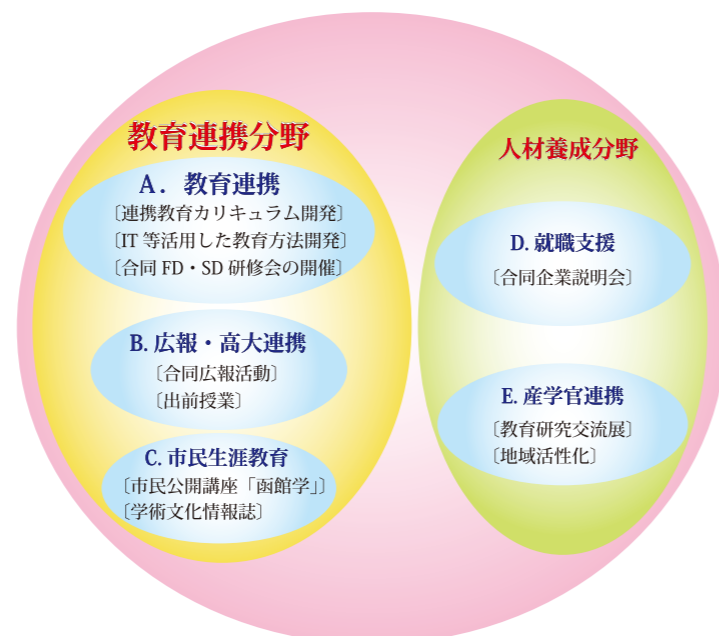 教育連携分野
A．教育連携
〔連携教育カリキュラム開発〕
〔IT 等活用した教育方法開発〕
〔合同 FD・SD 研修会の開催〕
B. 広報・高大連携
〔合同広報活動〕
〔出前授業〕
C. 市民生涯教育
〔市民公開講座「函館学」〕
〔学術文化情報誌〕
人材養成分野
D. 就職支援
〔合同企業説明会〕
E. 産学官連携
〔教育研究交流展〕
〔地域活性化〕